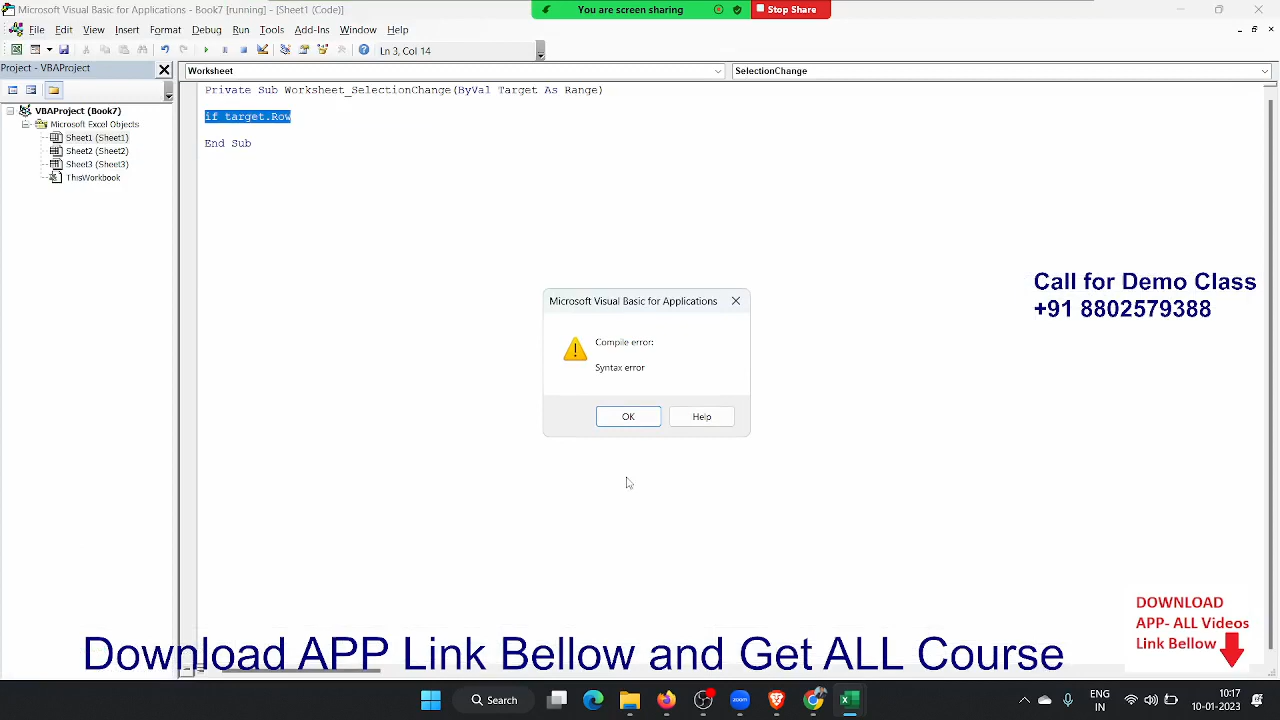 Microsoft Visual Basic for Applications - Book7 [running] - [Sheet1 (Code)]
You are screen sharing
Stop Share
File Edit View Insert Format Debug Run Tools Add-Ins Window Help
Ln 3, Col 14
Project - VBAProject
Worksheet
SelectionChange
VBAProject (Book7)
Microsoft Excel Objects
Sheet1 (Sheet1)
Sheet2 (Sheet2)
Sheet3 (Sheet3)
ThisWorkbook
Private Sub Worksheet_SelectionChange(ByVal Target As Range)
if target.Row
End Sub
Microsoft Visual Basic for Applications
Compile error:
Syntax error
OK
Help
Call for Demo Class
+91 8802579388
DOWNLOAD
APP- ALL Videos
Link Bellow
Download APP Link Bellow and Get ALL Course
Search
zoom
ENG
IN
10:17
10-01-2023